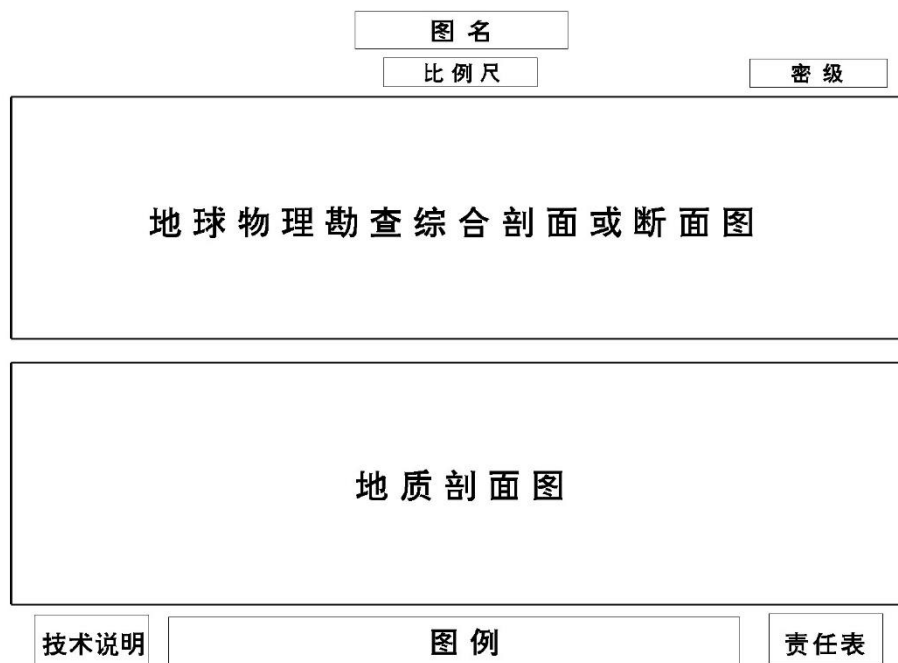 图名
比例尺
密级
地球物理勘查综合剖面或断面图
地质剖面图
技术说明
图例
责任表